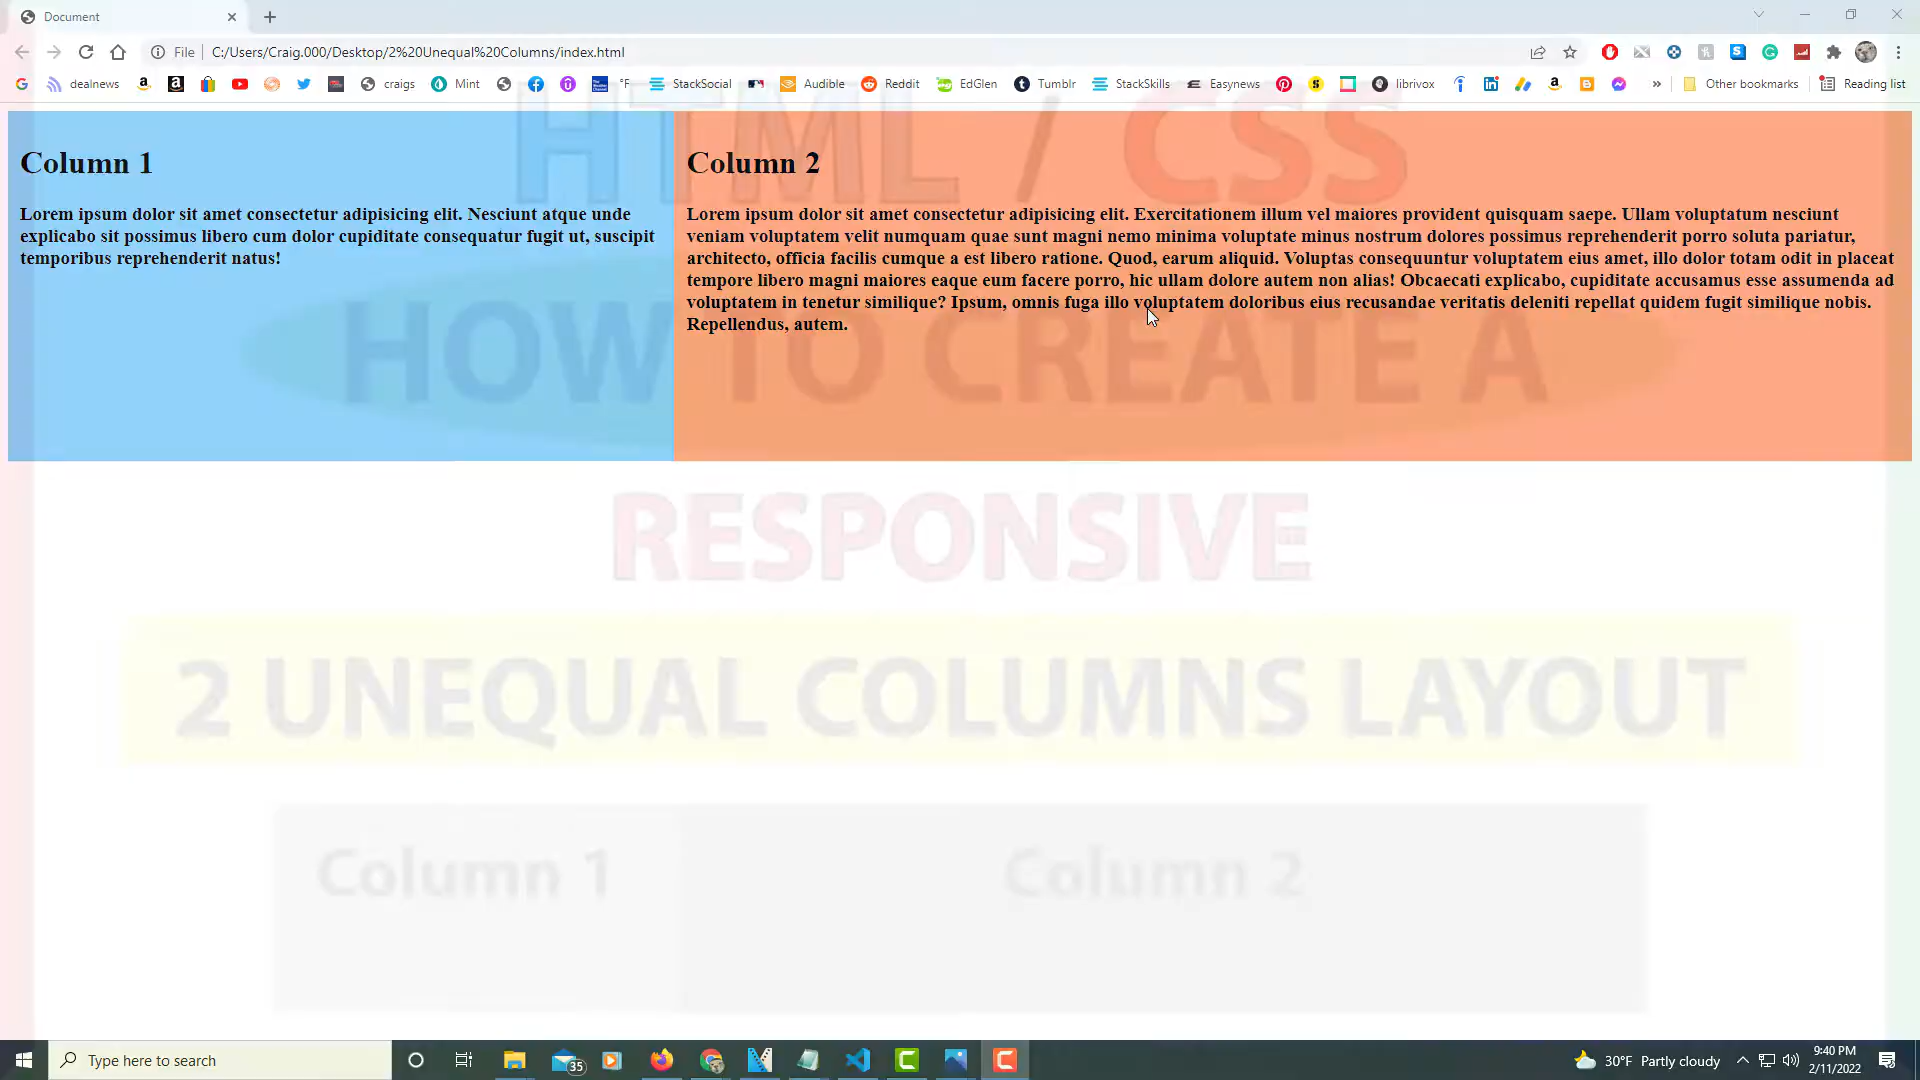 Document
File
C:/Users/Craig.000/Desktop/2%20Unequal%20Columns/index.html
dealnews
craigs
Mint
°F
StackSocial
Audible
Reddit
EdGlen
Tumblr
StackSkills
Easynews
librivox
»
Other bookmarks
Reading list
HTML / CSS
Column 1
Lorem ipsum dolor sit amet consectetur adipisicing elit. Nesciunt atque unde
explicabo sit possimus libero cum dolor cupiditate consequatur fugit ut, suscipit
temporibus reprehenderit natus!
Column 2
Lorem ipsum dolor sit amet consectetur adipisicing elit. Exercitationem illum vel maiores provident quisquam saepe. Ullam voluptatum nesciunt
veniam voluptatem velit numquam quae sunt magni nemo minima voluptate minus nostrum dolores possimus reprehenderit porro soluta pariatur,
architecto, officia facilis cumque a est libero ratione. Quod, earum aliquid. Voluptas consequuntur voluptatem eius amet, illo dolor totam odit in placeat
tempore libero magni maiores eaque eum facere porro, hic ullam dolore autem non alias! Obcaecati explicabo, cupiditate accusamus esse assumenda ad
voluptatem in tenetur similique? Ipsum, omnis fuga illo voluptatem doloribus eius recusandae veritatis deleniti repellat quidem fugit similique nobis.
Repellendus, autem.
HOW TO CREATE A
RESPONSIVE
2 UNEQUAL COLUMNS LAYOUT
Column 1
Column 2
Type here to search
35
30°F Partly cloudy
9:40 PM
2/11/2022